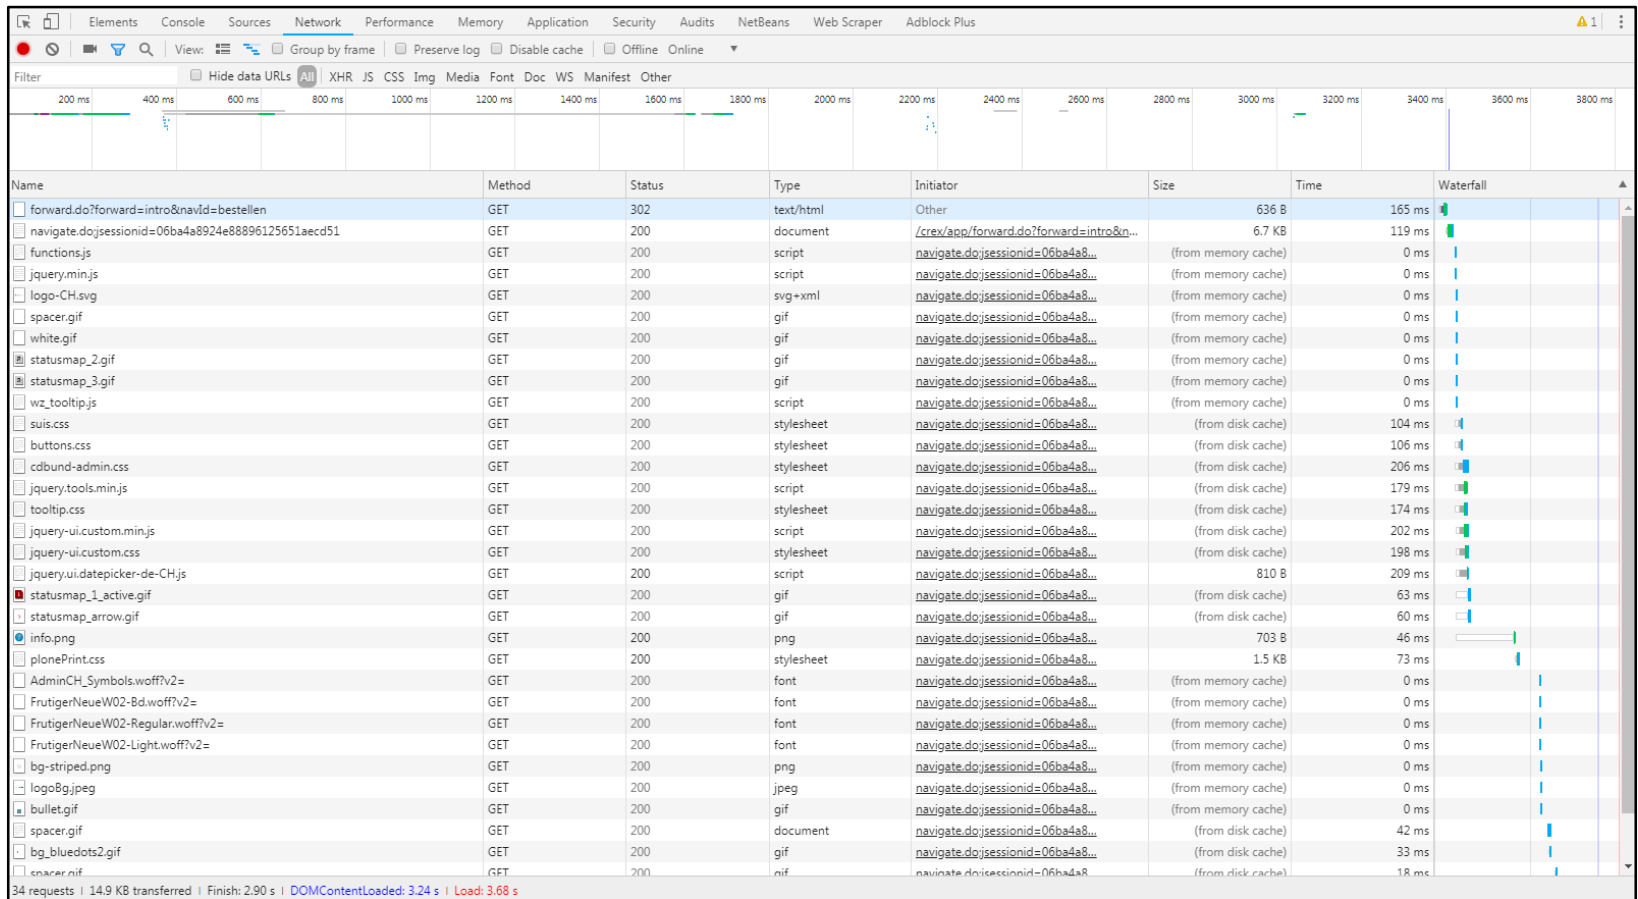 Elements Console Sources Network Performance Memory Application Security Audits NetBeans Web Scraper Adblock Plus 1
View: Group by frame Preserve log Disable cache Offline Online
Filter Hide data URLs All XHR JS CSS Img Media Font Doc WS Manifest Other
200 ms 400 ms 600 ms 800 ms 1000 ms 1200 ms 1400 ms 1600 ms 1800 ms 2000 ms 2200 ms 2400 ms 2600 ms 2800 ms 3000 ms 3200 ms 3400 ms 3600 ms 3800 ms
Name Method Status Type Initiator Size Time Waterfall
forward.do?forward=intro&navId=bestellen GET 302 text/html Other 636 B 165 ms
navigate.do;jsessionid=06ba4a8924e88896125651aecd51 GET 200 document /crex/app/forward.do?forward=intro&n... 6.7 KB 119 ms
functions.js GET 200 script navigate.do;jsessionid=06ba4a8... (from memory cache) 0 ms
jquery.min.js GET 200 script navigate.do;jsessionid=06ba4a8... (from memory cache) 0 ms
logo-CH.svg GET 200 svg+xml navigate.do;jsessionid=06ba4a8... (from memory cache) 0 ms
spacer.gif GET 200 gif navigate.do;jsessionid=06ba4a8... (from memory cache) 0 ms
white.gif GET 200 gif navigate.do;jsessionid=06ba4a8... (from memory cache) 0 ms
statusmap_2.gif GET 200 gif navigate.do;jsessionid=06ba4a8... (from memory cache) 0 ms
statusmap_3.gif GET 200 gif navigate.do;jsessionid=06ba4a8... (from memory cache) 0 ms
wz_tooltip.js GET 200 script navigate.do;jsessionid=06ba4a8... (from memory cache) 0 ms
suis.css GET 200 stylesheet navigate.do;jsessionid=06ba4a8... (from disk cache) 104 ms
buttons.css GET 200 stylesheet navigate.do;jsessionid=06ba4a8... (from disk cache) 106 ms
cdbund-admin.css GET 200 stylesheet navigate.do;jsessionid=06ba4a8... (from disk cache) 206 ms
jquery.tools.min.js GET 200 script navigate.do;jsessionid=06ba4a8... (from disk cache) 179 ms
tooltip.css GET 200 stylesheet navigate.do;jsessionid=06ba4a8... (from disk cache) 174 ms
jquery-ui.custom.min.js GET 200 script navigate.do;jsessionid=06ba4a8... (from disk cache) 202 ms
jquery-ui.custom.css GET 200 stylesheet navigate.do;jsessionid=06ba4a8... (from disk cache) 198 ms
jquery.ui.datepicker-de-CH.js GET 200 script navigate.do;jsessionid=06ba4a8... 810 B 209 ms
statusmap_1_active.gif GET 200 gif navigate.do;jsessionid=06ba4a8... (from disk cache) 63 ms
statusmap_arrow.gif GET 200 gif navigate.do;jsessionid=06ba4a8... (from disk cache) 60 ms
info.png GET 200 png navigate.do;jsessionid=06ba4a8... 703 B 46 ms
plonePrint.css GET 200 stylesheet navigate.do;jsessionid=06ba4a8... 1.5 KB 73 ms
AdminCH_Symbols.woff?v2= GET 200 font navigate.do;jsessionid=06ba4a8... (from memory cache) 0 ms
FrutigerNeueW02-Bd.woff?v2= GET 200 font navigate.do;jsessionid=06ba4a8... (from memory cache) 0 ms
FrutigerNeueW02-Regular.woff?v2= GET 200 font navigate.do;jsessionid=06ba4a8... (from memory cache) 0 ms
FrutigerNeueW02-Light.woff?v2= GET 200 font navigate.do;jsessionid=06ba4a8... (from memory cache) 0 ms
bg-striped.png GET 200 png navigate.do;jsessionid=06ba4a8... (from memory cache) 0 ms
logoBg.jpeg GET 200 jpeg navigate.do;jsessionid=06ba4a8... (from memory cache) 0 ms
bullet.gif GET 200 gif navigate.do;jsessionid=06ba4a8... (from memory cache) 0 ms
spacer.gif GET 200 document navigate.do;jsessionid=06ba4a8... (from disk cache) 42 ms
bg_bluedots2.gif GET 200 gif navigate.do;jsessionid=06ba4a8... (from disk cache) 33 ms
spacer.gif GET 200 gif navigate.do;jsessionid=06ba4a8... (from disk cache) 18 ms
34 requests | 14.9 KB transferred | Finish: 2.90 s | DOMContentLoaded: 3.24 s | Load: 3.68 s